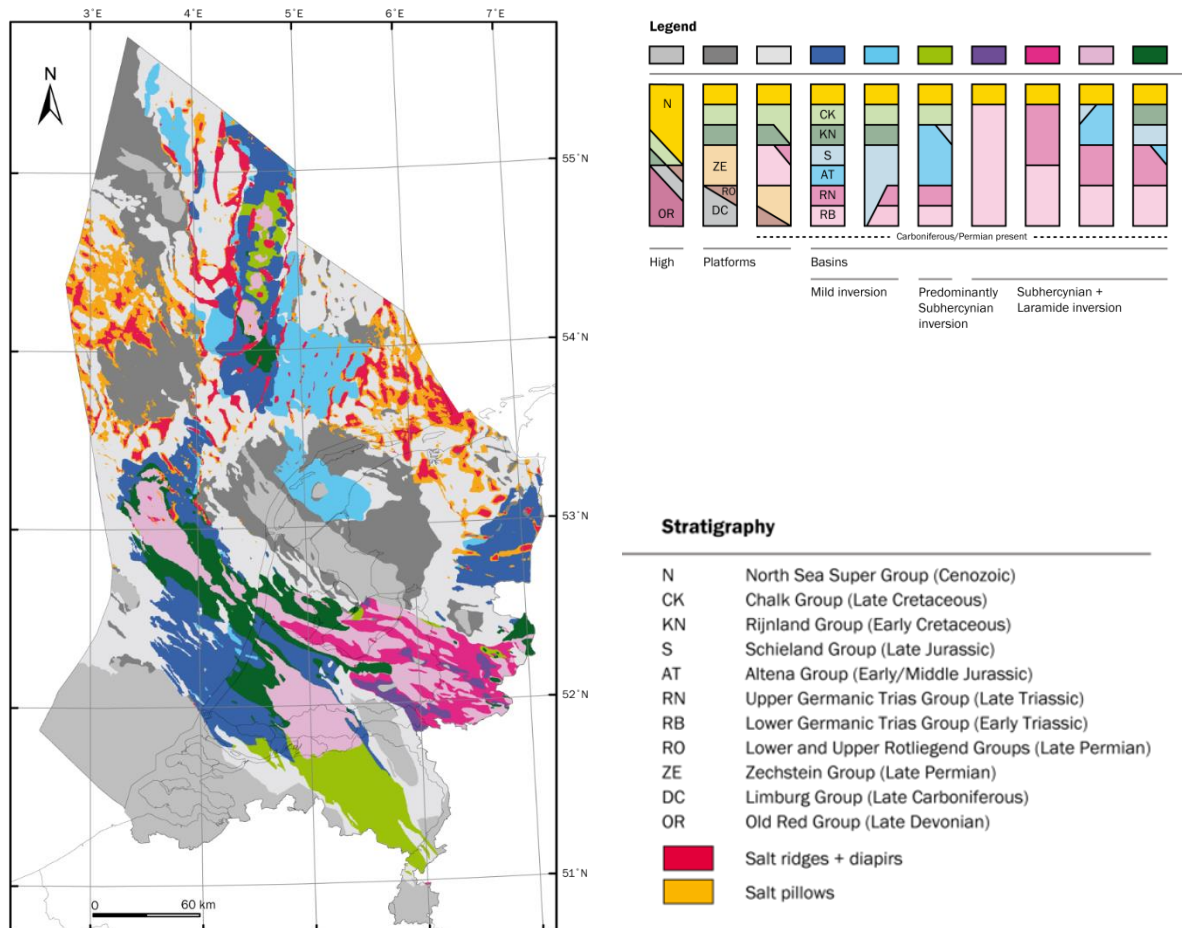 3°E 4°E 5°E 6°E 7°E
N
55°N
54°N
53°N
52°N
51°N
0 60 km
Legend
N
OR
ZE
RO
DC
CK
KN
S
AT
RN
RB
Carboniferous/Permian present
High
Platforms
Basins
Mild inversion
Predominantly
Subhercynian
inversion
Subhercynian +
Laramide inversion
Stratigraphy
N North Sea Super Group (Cenozoic)
CK Chalk Group (Late Cretaceous)
KN Rijnland Group (Early Cretaceous)
S Schieland Group (Late Jurassic)
AT Altena Group (Early/Middle Jurassic)
RN Upper Germanic Trias Group (Late Triassic)
RB Lower Germanic Trias Group (Early Triassic)
RO Lower and Upper Rotliegend Groups (Late Permian)
ZE Zechstein Group (Late Permian)
DC Limburg Group (Late Carboniferous)
OR Old Red Group (Late Devonian)
Salt ridges + diapirs
Salt pillows